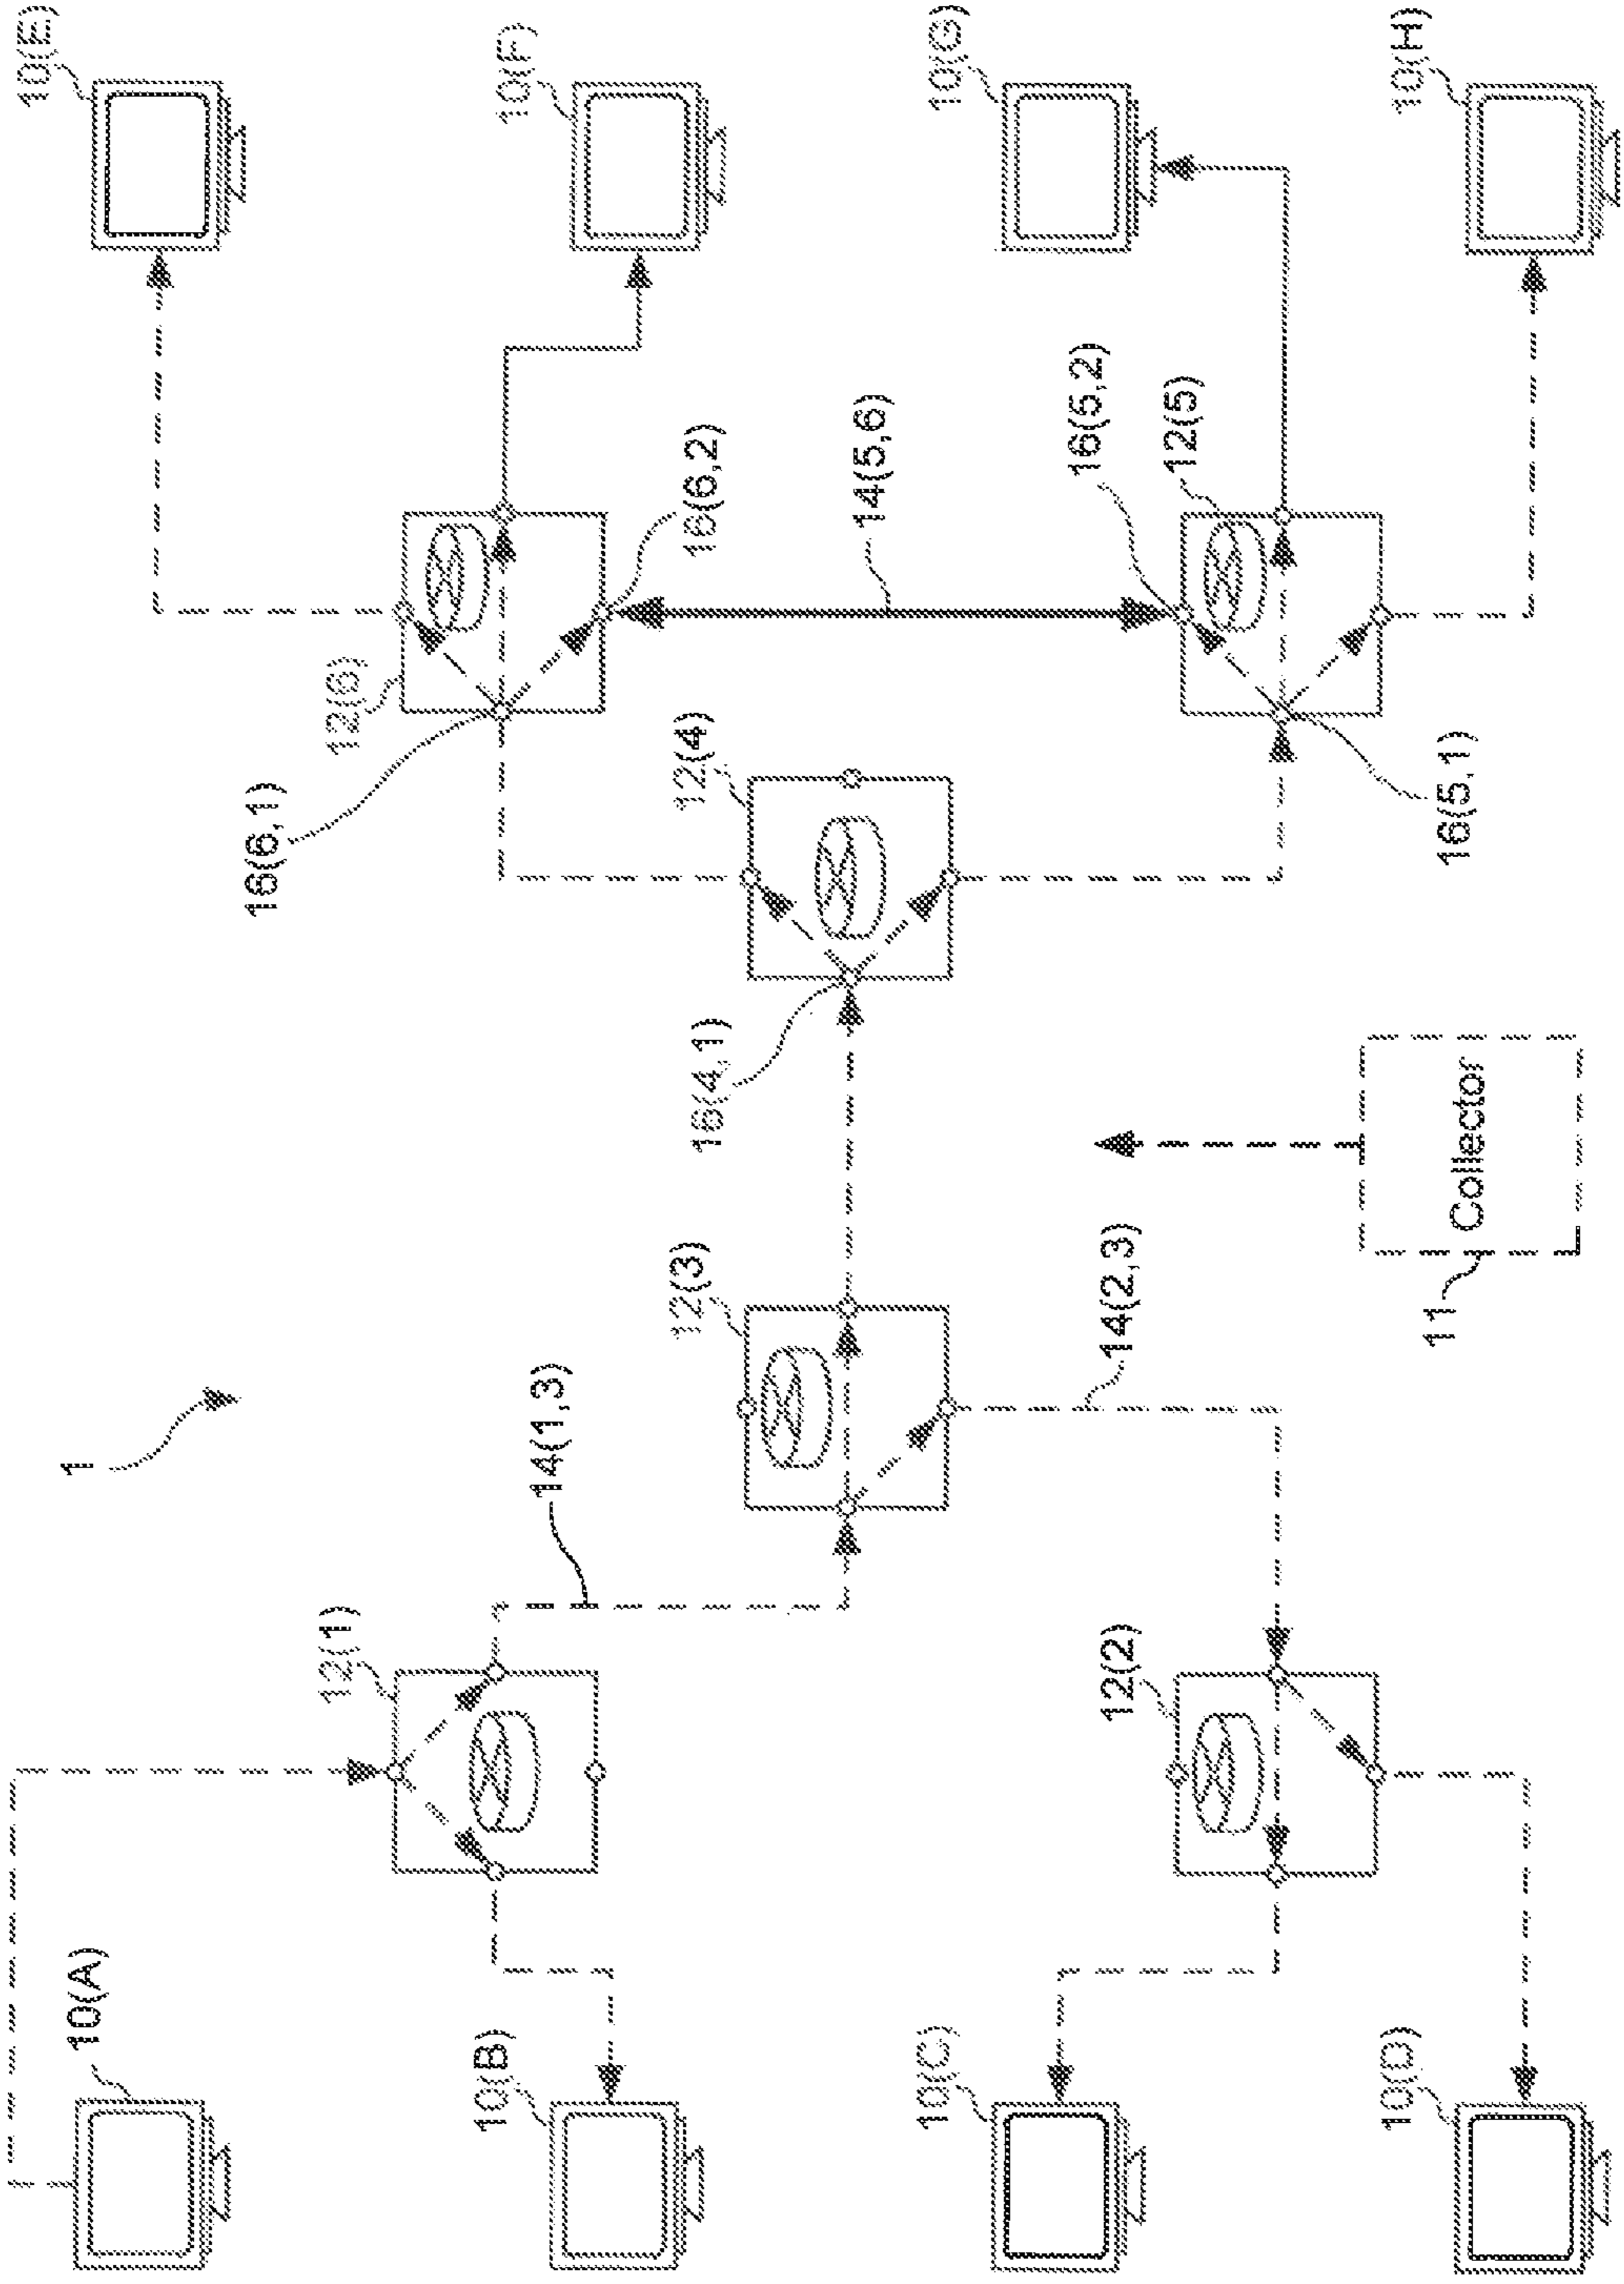 1
10(A)
10(B)
10(C)
10(D)
12(1)
12(2)
14(1,3)
12(3)
14(2,3)
11
Collector
16(4,1)
12(4)
16(6,1)
12(6)
16(6,2)
14(5,6)
16(5,2)
12(5)
16(5,1)
10(E)
10(F)
10(G)
10(H)